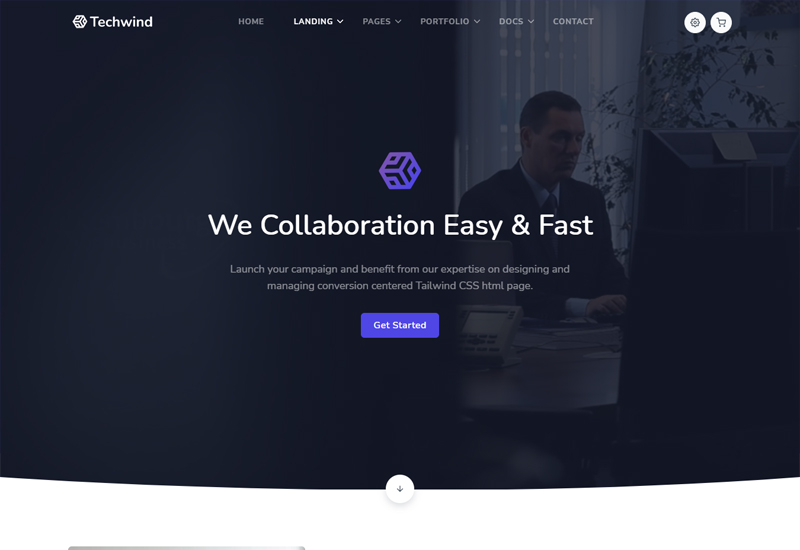 Techwind
HOME
LANDING
PAGES
PORTFOLIO
DOCS
CONTACT
We Collaboration Easy & Fast
Launch your campaign and benefit from our expertise on designing and
managing conversion centered Tailwind CSS html page.
Get Started